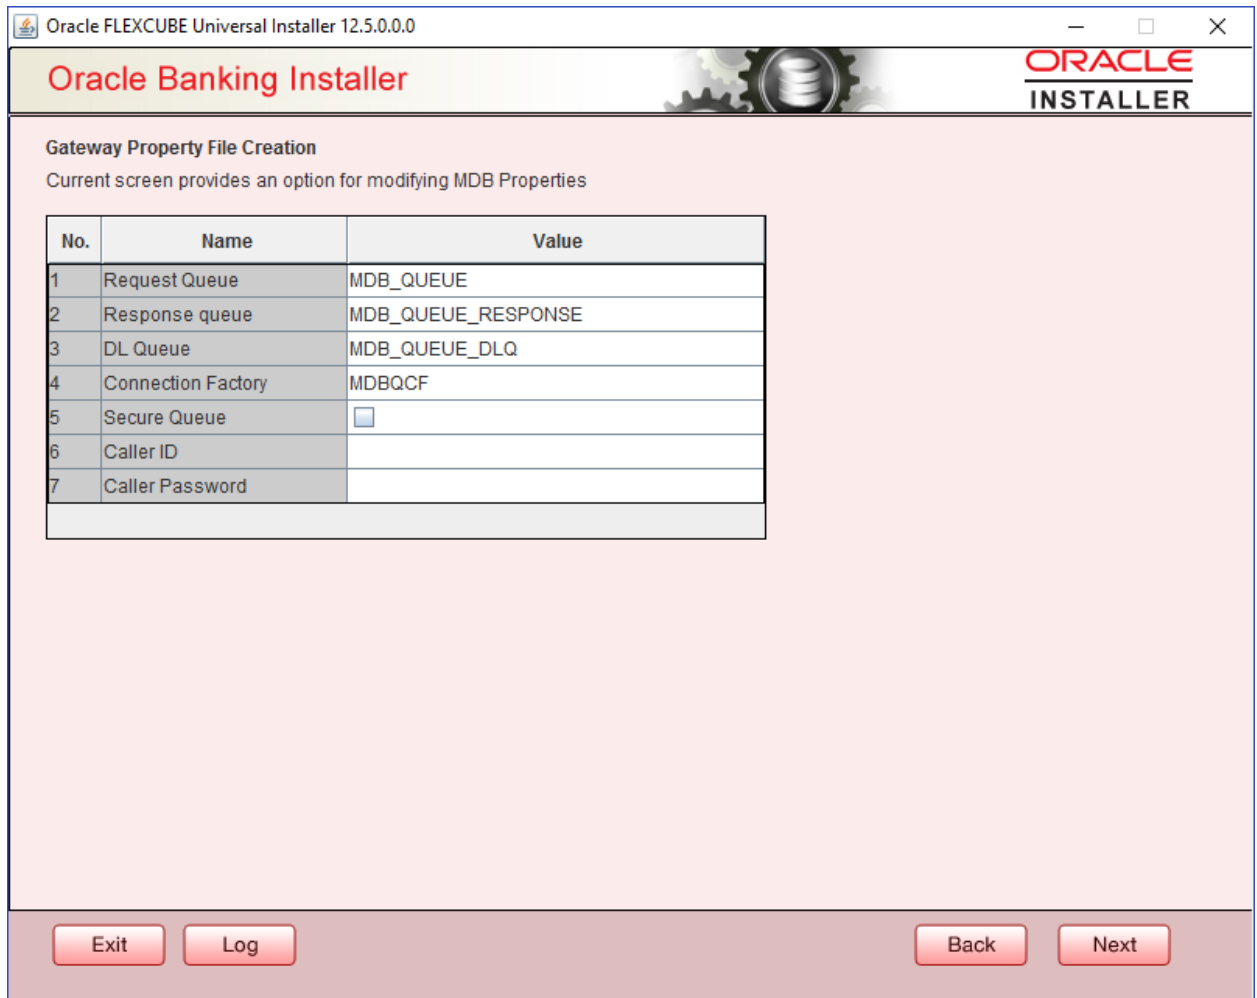 Oracle FLEXCUBE Universal Installer 12.5.0.0.0
Oracle Banking Installer
ORACLE
INSTALLER
Gateway Property File Creation
Current screen provides an option for modifying MDB Properties
No. Name Value
1 Request Queue MDB_QUEUE
2 Response queue MDB_QUEUE_RESPONSE
3 DL Queue MDB_QUEUE_DLQ
4 Connection Factory MDBQCF
5 Secure Queue
6 Caller ID
7 Caller Password
Exit Log Back Next